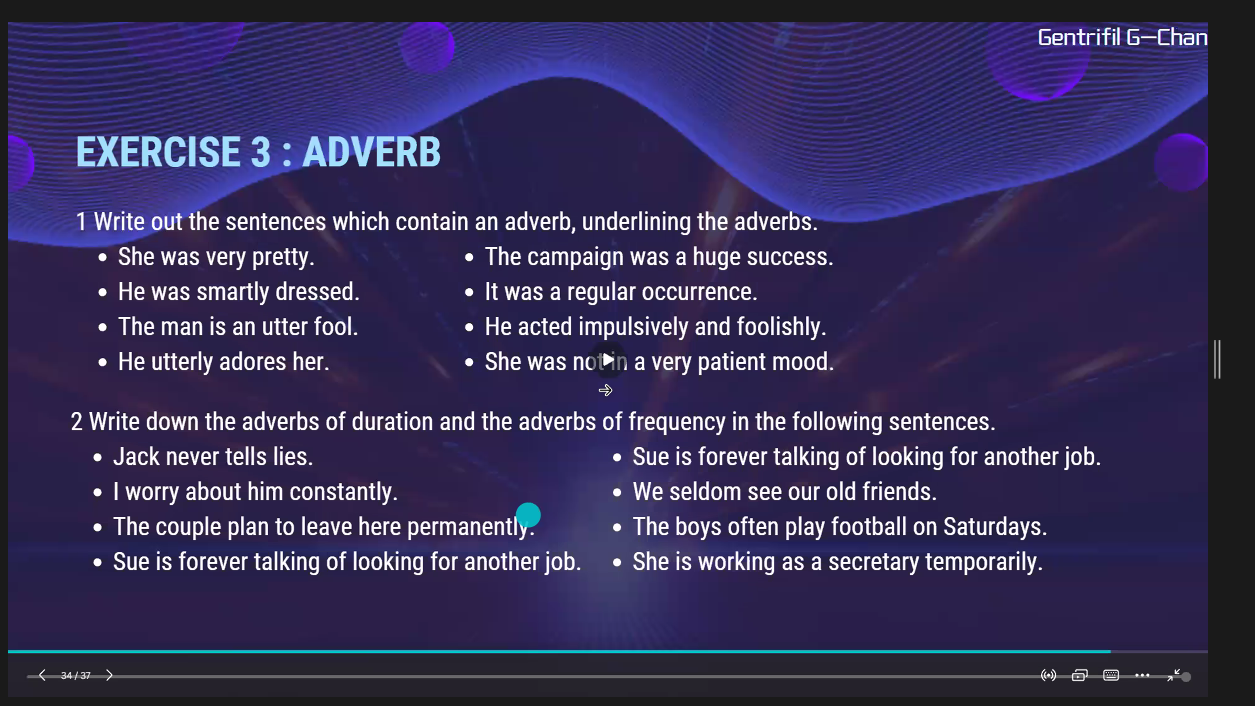 Gentrifil G-Chan
EXERCISE 3 : ADVERB
1 Write out the sentences which contain an adverb, underlining the adverbs.
• She was very pretty.
• He was smartly dressed.
• The man is an utter fool.
• He utterly adores her.
• The campaign was a huge success.
• It was a regular occurrence.
• He acted impulsively and foolishly.
• She was not in a very patient mood.
2 Write down the adverbs of duration and the adverbs of frequency in the following sentences.
• Jack never tells lies.
• I worry about him constantly.
• The couple plan to leave here permanently.
• Sue is forever talking of looking for another job.
• Sue is forever talking of looking for another job.
• We seldom see our old friends.
• The boys often play football on Saturdays.
• She is working as a secretary temporarily.
34 / 37